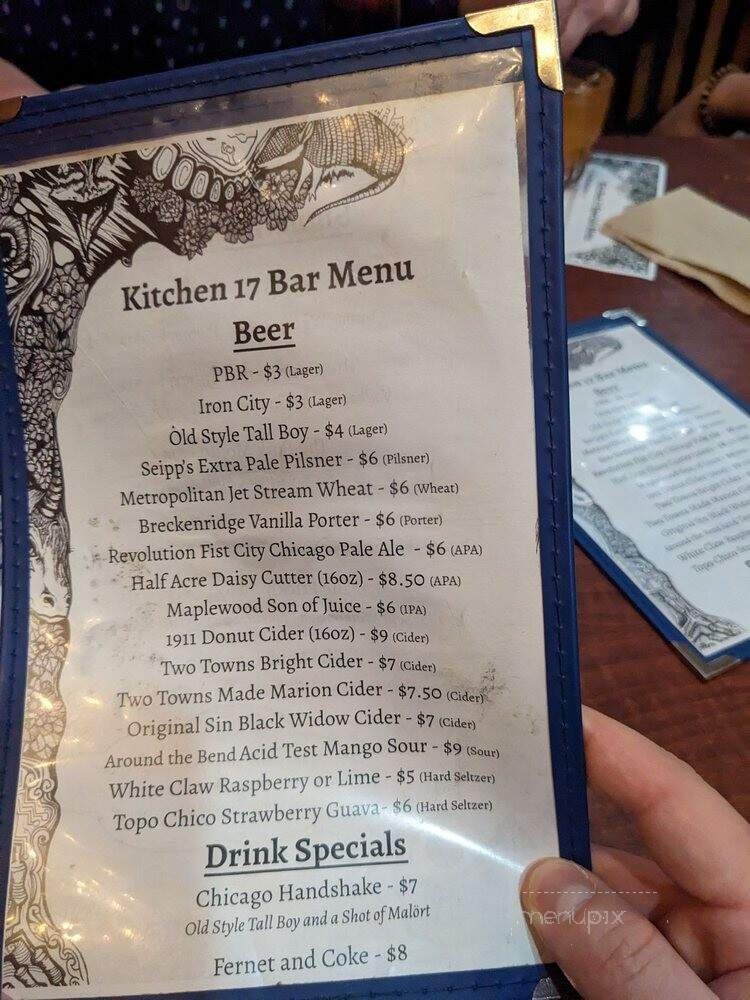 Kitchen 17 Bar Menu
Beer
PBR - $3 (Lager)
Iron City - $3 (Lager)
Old Style Tall Boy - $4 (Lager)
Seipp's Extra Pale Pilsner - $6 (Pilsner)
Metropolitan Jet Stream Wheat - $6 (Wheat)
Breckenridge Vanilla Porter - $6 (Porter)
Revolution Fist City Chicago Pale Ale - $6 (APA)
Half Acre Daisy Cutter (16oz) - $8.50 (APA)
Maplewood Son of Juice - $6 (IPA)
1911 Donut Cider (16oz) - $9 (Cider)
Two Towns Bright Cider - $7 (Cider)
Two Towns Made Marion Cider - $7.50 (Cider)
Original Sin Black Widow Cider - $7 (Cider)
Around the Bend Acid Test Mango Sour - $9 (Sour)
White Claw Raspberry or Lime - $5 (Hard Seltzer)
Topo Chico Strawberry Guava- $6 (Hard Seltzer)
Drink Specials
Chicago Handshake - $7
Old Style Tall Boy and a Shot of Malört
Fernet and Coke - $8
menupix
17 Bar Menu
Beer